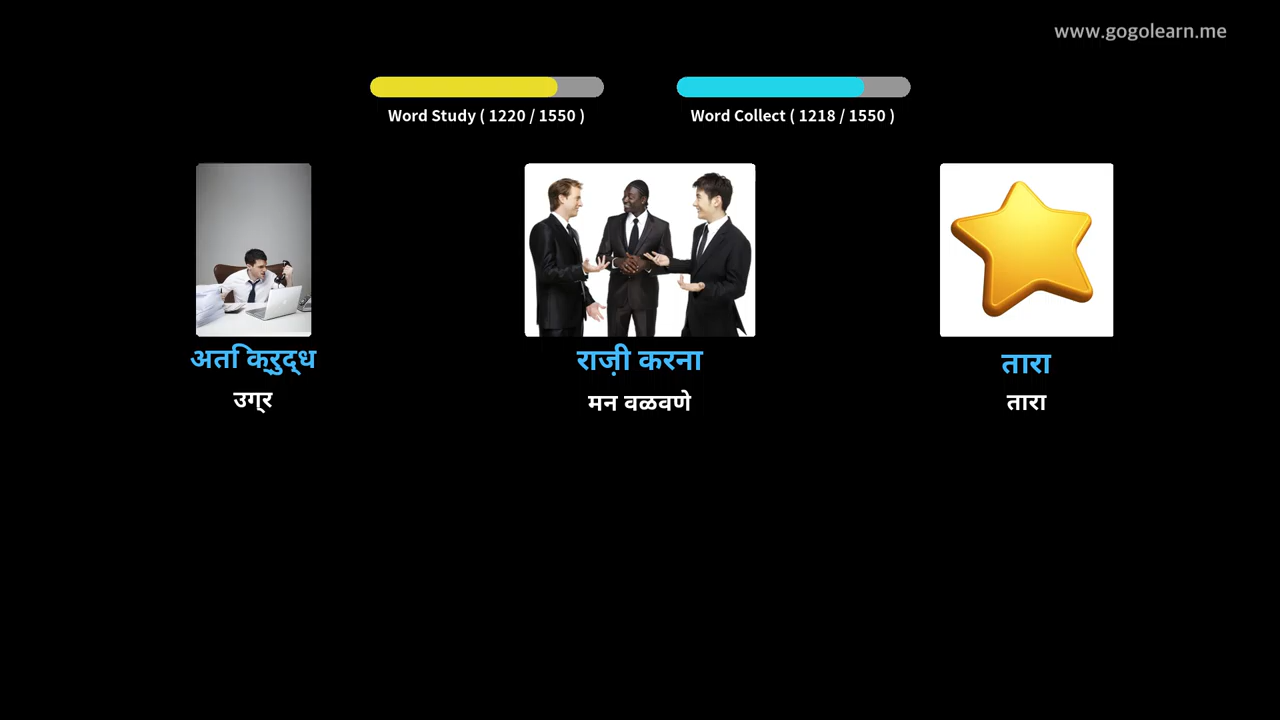 www.gogolearn.me
Word Study ( 1220 / 1550 )
Word Collect ( 1218 / 1550 )
अति क्रुद्ध
राज़ी करना
तारा
उग्र
मन वळवणे
तारा